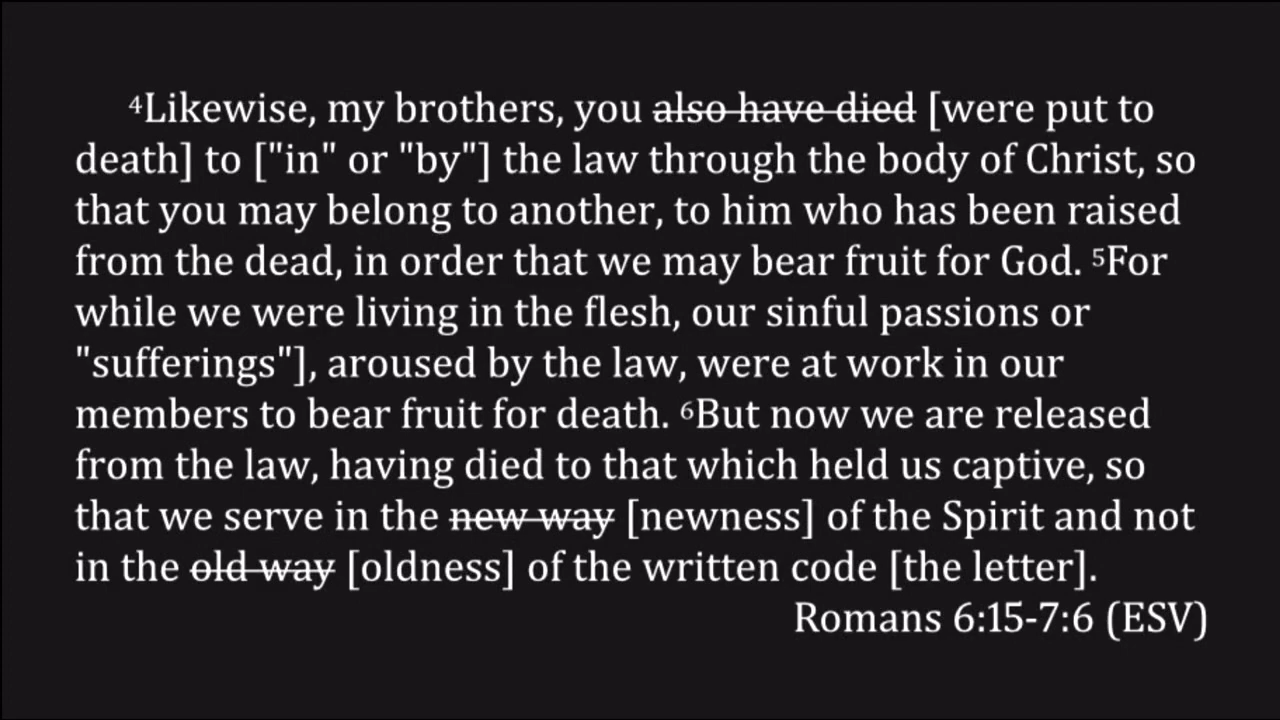 ⁴Likewise, my brothers, you also have died [were put to
death] to ["in" or "by"] the law through the body of Christ, so
that you may belong to another, to him who has been raised
from the dead, in order that we may bear fruit for God. ⁵For
while we were living in the flesh, our sinful passions or
"sufferings"], aroused by the law, were at work in our
members to bear fruit for death. ⁶But now we are released
from the law, having died to that which held us captive, so
that we serve in the new way [newness] of the Spirit and not
in the old way [oldness] of the written code [the letter].
Romans 6:15-7:6 (ESV)